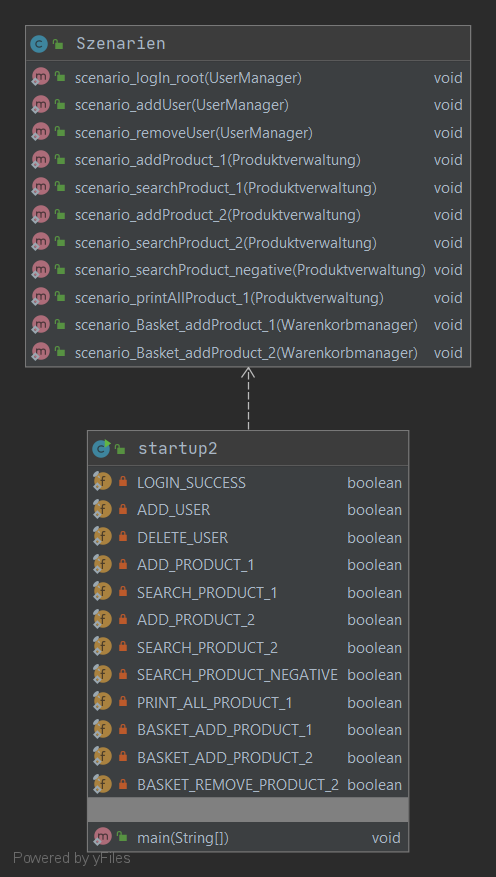 Szenarien
scenario_logIn_root(UserManager) void
scenario_addUser(UserManager) void
scenario_removeUser(UserManager) void
scenario_addProduct_1(Produktverwaltung) void
scenario_searchProduct_1(Produktverwaltung) void
scenario_addProduct_2(Produktverwaltung) void
scenario_searchProduct_2(Produktverwaltung) void
scenario_searchProduct_negative(Produktverwaltung) void
scenario_printAllProduct_1(Produktverwaltung) void
scenario_Basket_addProduct_1(Warenkorbmanager) void
scenario_Basket_addProduct_2(Warenkorbmanager) void
startup2
LOGIN_SUCCESS boolean
ADD_USER boolean
DELETE_USER boolean
ADD_PRODUCT_1 boolean
SEARCH_PRODUCT_1 boolean
ADD_PRODUCT_2 boolean
SEARCH_PRODUCT_2 boolean
SEARCH_PRODUCT_NEGATIVE boolean
PRINT_ALL_PRODUCT_1 boolean
BASKET_ADD_PRODUCT_1 boolean
BASKET_ADD_PRODUCT_2 boolean
BASKET_REMOVE_PRODUCT_2 boolean
main(String[]) void
Powered by yFiles